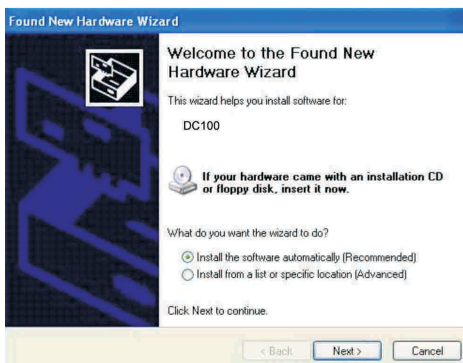 Found New Hardware Wizard
Welcome to the Found New
Hardware Wizard
This wizard helps you install software for:
DC100
If your hardware came with an installation CD
or floppy disk, insert it now.
What do you want the wizard to do?
Install the software automatically (Recommended)
Install from a list or specific location (Advanced)
Click Next to continue.
< Back
Next >
Cancel